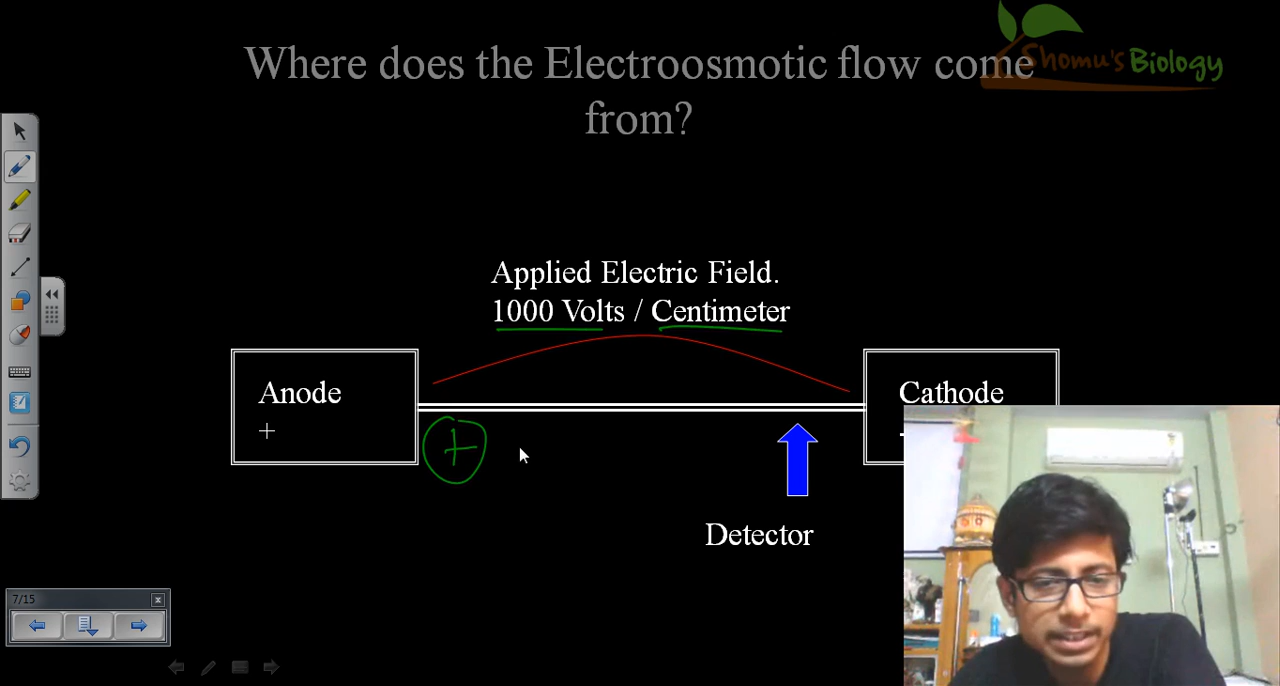 Where does the Electroosmotic flow come
from?
Shomu's Biology
Applied Electric Field.
1000 Volts / Centimeter
Anode
+
Cathode
-
+
Detector
7/15
x